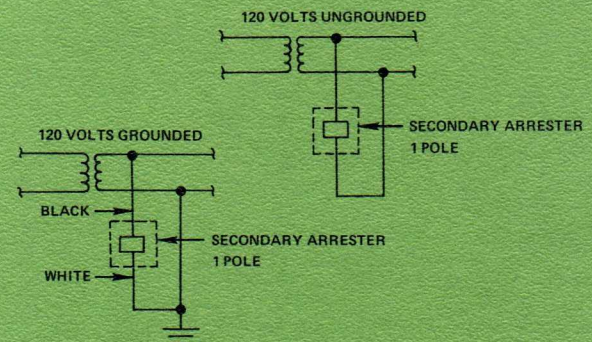 120 VOLTS UNGROUNDED
SECONDARY ARRESTER
1 POLE
120 VOLTS GROUNDED
BLACK
SECONDARY ARRESTER
1 POLE
WHITE